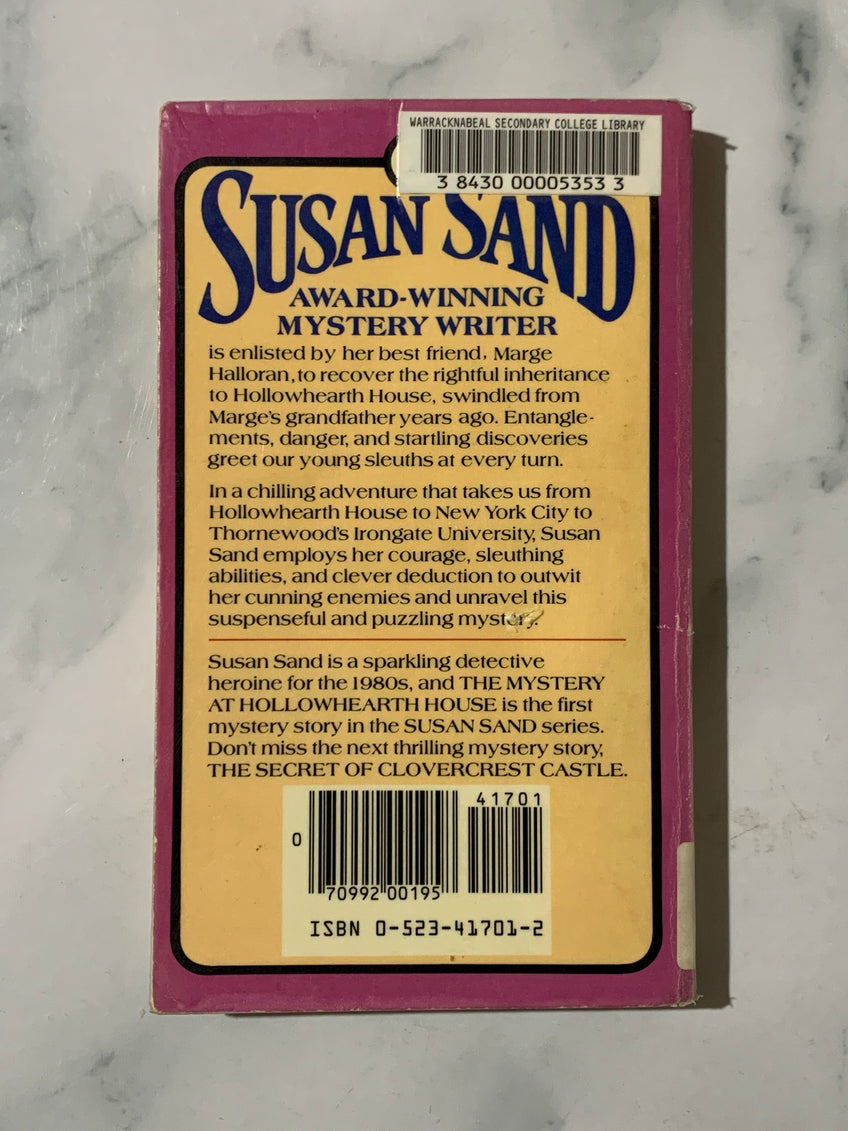 WARRACKNABEAL SECONDARY COLLEGE LIBRARY
3 8430 00005353 3
SUSAN SAND
AWARD-WINNING
MYSTERY WRITER
is enlisted by her best friend, Marge
Halloran, to recover the rightful inheritance
to Hollowhearth House, swindled from
Marge's grandfather years ago. Entangle-
ments, danger, and startling discoveries
greet our young sleuths at every turn.
In a chilling adventure that takes us from
Hollowhearth House to New York City to
Thornewood's Irongate University, Susan
Sand employs her courage, sleuthing
abilities, and clever deduction to outwit
her cunning enemies and unravel this
suspenseful and puzzling mystery.
Susan Sand is a sparkling detective
heroine for the 1980s, and THE MYSTERY
AT HOLLOWHEARTH HOUSE is the first
mystery story in the SUSAN SAND series.
Don't miss the next thrilling mystery story,
THE SECRET OF CLOVERCREST CASTLE.
41701
0
70992 00195
ISBN 0-523-41701-2